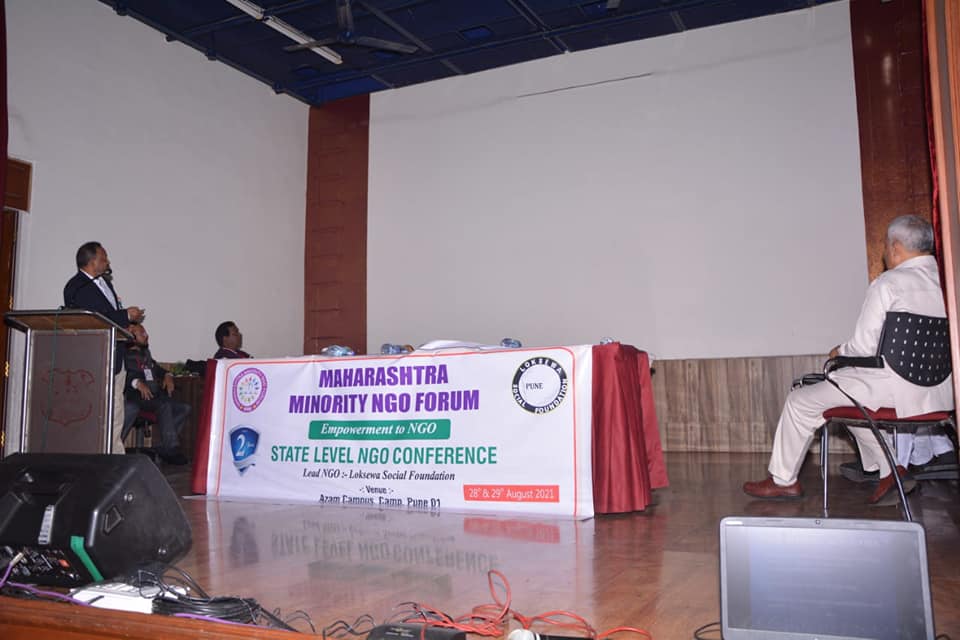 MAHARASHTRA
MINORITY NGO FORUM
Empowerment to NGO
STATE LEVEL NGO CONFERENCE
Lead NGO :- Loksewa Social Foundation
-: Venue :-
Azam Campus, Camp, Pune 01
28th & 29th August 2021
LOKSEWA
PUNE
SOCIAL FOUNDATION
2nd